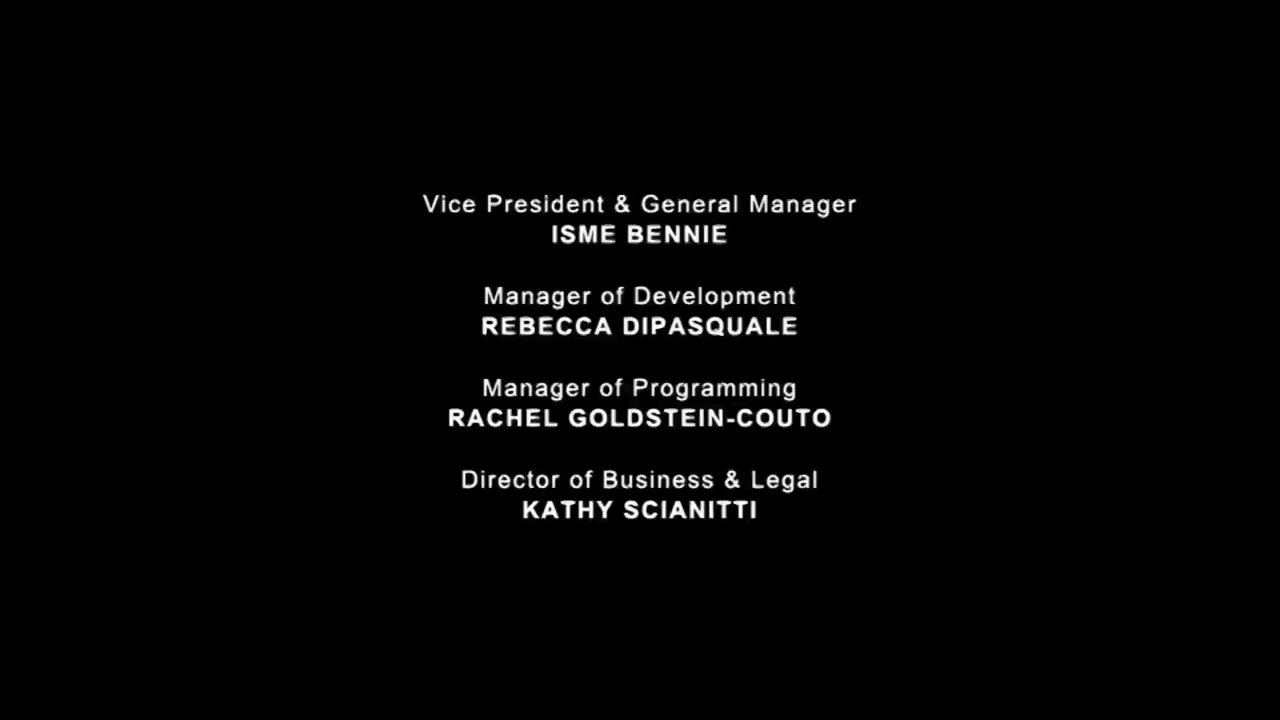 Vice President & General Manager
ISME BENNIE
Manager of Development
REBECCA DIPASQUALE
Manager of Programming
RACHEL GOLDSTEIN-COUTO
Director of Business & Legal
KATHY SCIANITTI